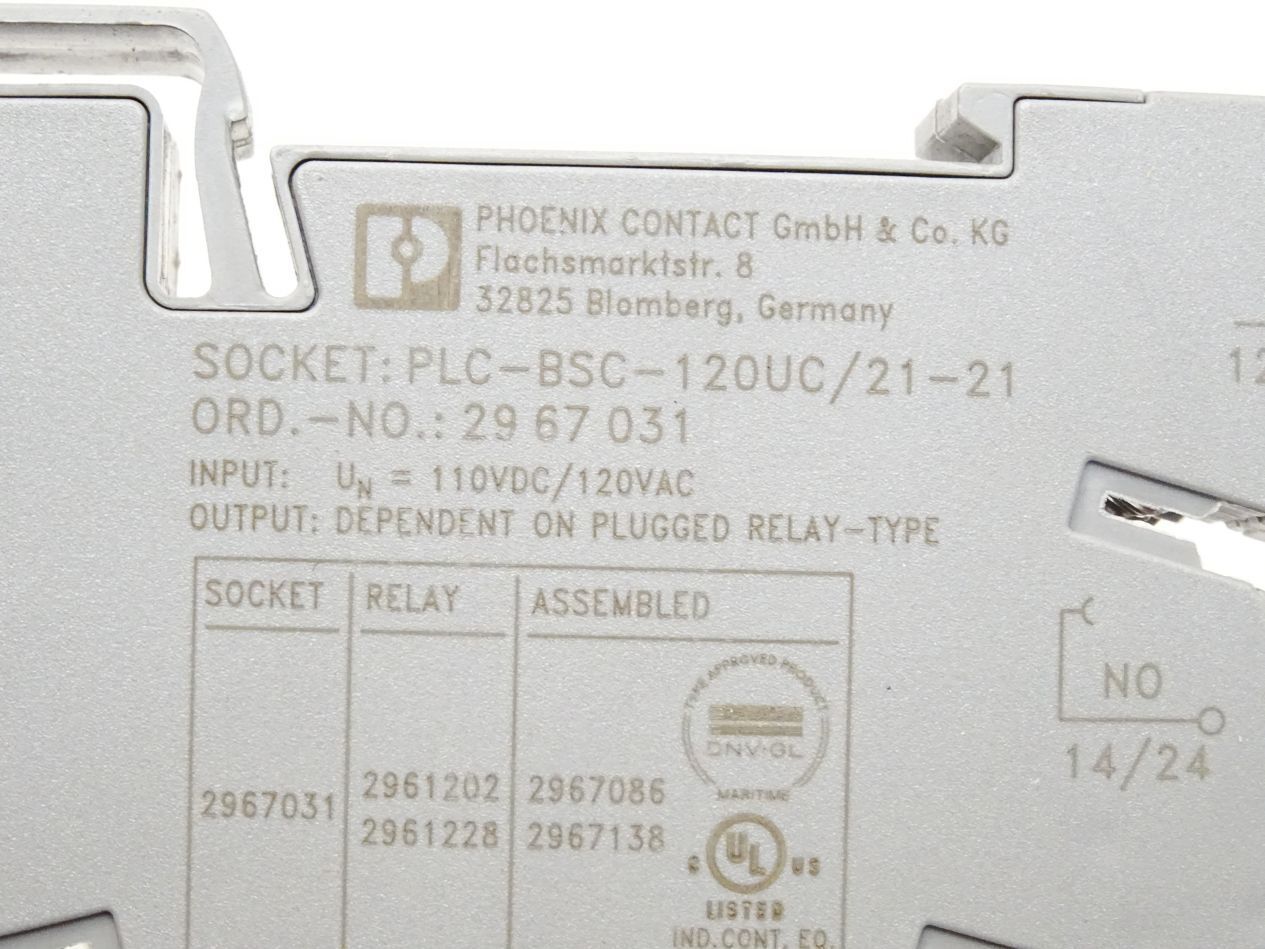 PHOENIX CONTACT GmbH & Co. KG
Flachsmarktstr. 8
32825 Blomberg, Germany
SOCKET: PLC-BSC-120UC/21-21
ORD.-NO.: 29 67 031
INPUT: UN = 110VDC/120VAC
OUTPUT: DEPENDENT ON PLUGGED RELAY-TYPE
SOCKET RELAY ASSEMBLED
TYPE APPROVED PRODUCT
DNV·GL
MARITIME
2967031
2961202 2967086
2961228 2967138
C UL US
LISTED
IND. CONT. EQ.
12
NO
14/24